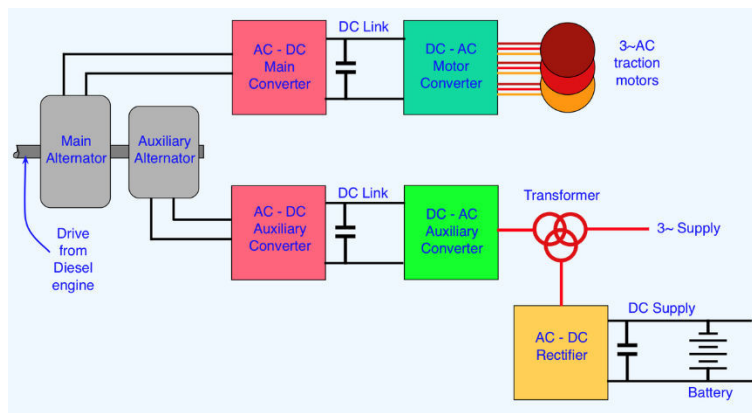 AC - DC
Main
Converter
DC Link
DC - AC
Motor
Converter
3~AC
traction
motors
Main
Alternator
Auxiliary
Alternator
Drive
from
Diesel
engine
AC - DC
Auxiliary
Converter
DC Link
DC - AC
Auxiliary
Converter
Transformer
3~ Supply
AC - DC
Rectifier
DC Supply
Battery